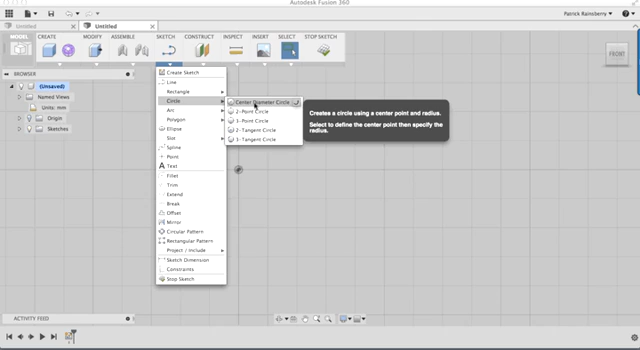 Autodesk Fusion 360
Patrick Rainsberry
Untitled
Untitled
MODEL
CREATE
MODIFY
ASSEMBLE
SKETCH
CONSTRUCT
INSPECT
INSERT
SELECT
STOP SKETCH
FRONT
BROWSER
(Unsaved)
Named Views
Units: mm
Origin
Sketches
Create Sketch
Line
Rectangle
Circle
Arc
Polygon
Ellipse
Slot
Spline
Point
Text
Fillet
Trim
Extend
Break
Offset
Mirror
Circular Pattern
Rectangular Pattern
Project / Include
Sketch Dimension
Constraints
Stop Sketch
Center Diameter Circle
2-Point Circle
3-Point Circle
2-Tangent Circle
3-Tangent Circle
Creates a circle using a center point and radius.
Select to define the center point then specify the
radius.
ACTIVITY FEED